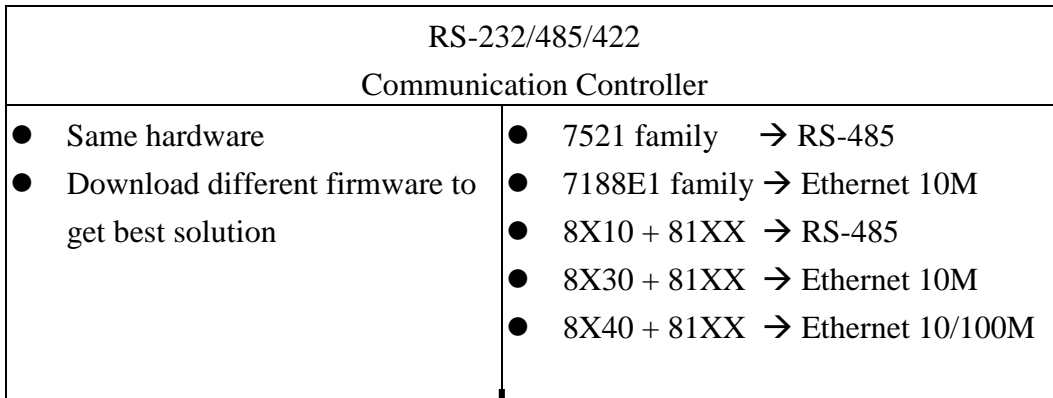 RS-232/485/422
Communication Controller
● Same hardware
● Download different firmware to
get best solution
● 7521 family → RS-485
● 7188E1 family → Ethernet 10M
● 8X10 + 81XX → RS-485
● 8X30 + 81XX → Ethernet 10M
● 8X40 + 81XX → Ethernet 10/100M